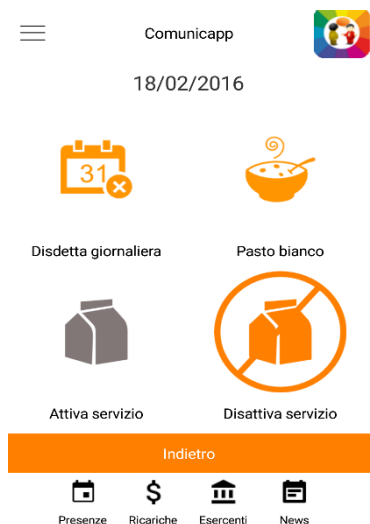 Comunicapp
18/02/2016
31
Disdetta giornaliera
Pasto bianco
Attiva servizio
Disattiva servizio
Indietro
Presenze
Ricariche
Esercenti
News